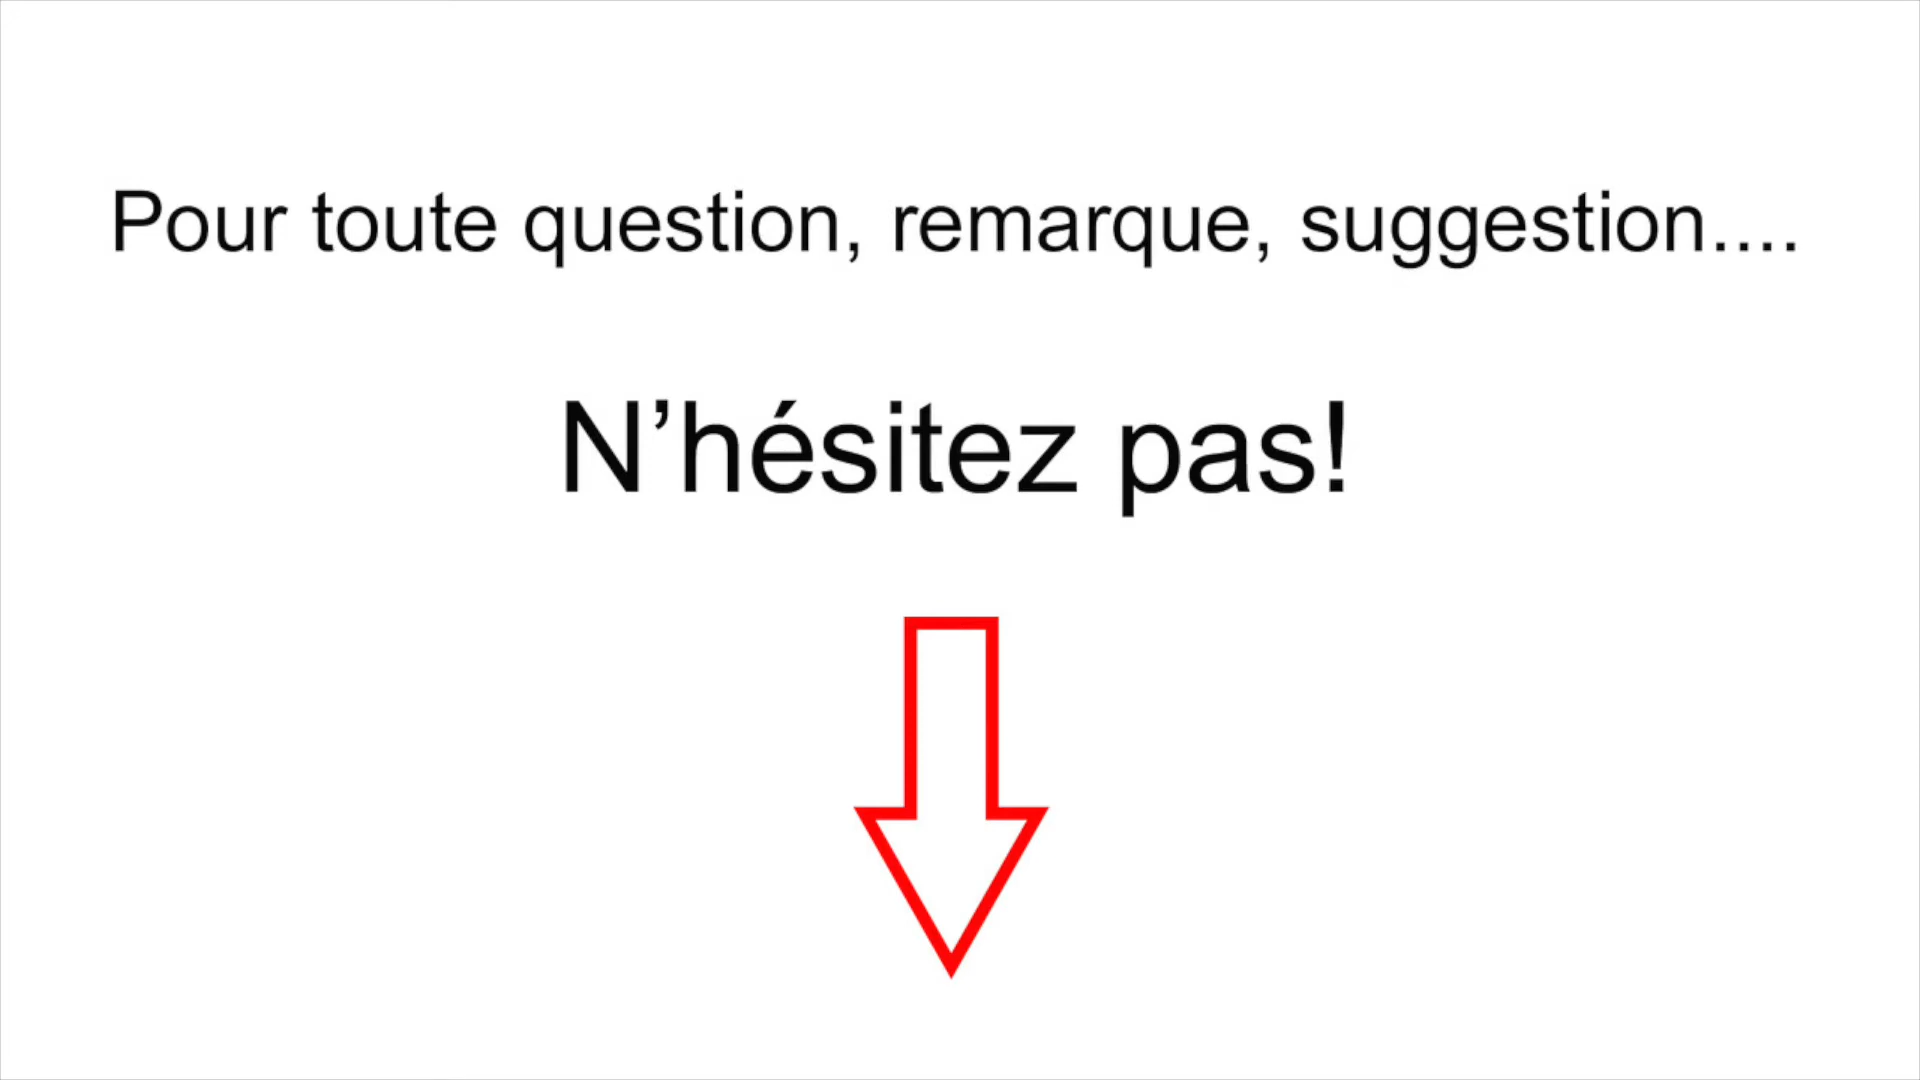 Pour toute question, remarque, suggestion....
N’hésitez pas!